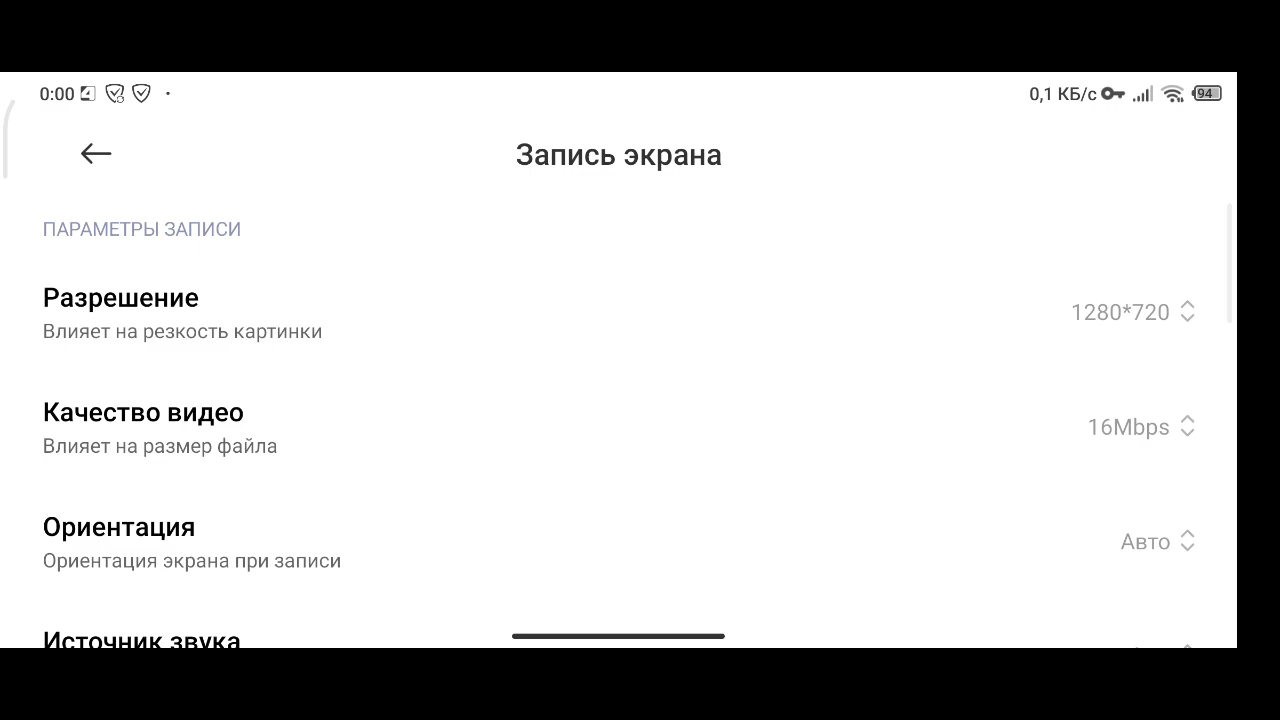 0:00
0,1 КБ/с 94
Запись экрана
ПАРАМЕТРЫ ЗАПИСИ
Разрешение
1280*720
Влияет на резкость картинки
Качество видео
16Mbps
Влияет на размер файла
Ориентация
Авто
Ориентация экрана при записи
Источник звука